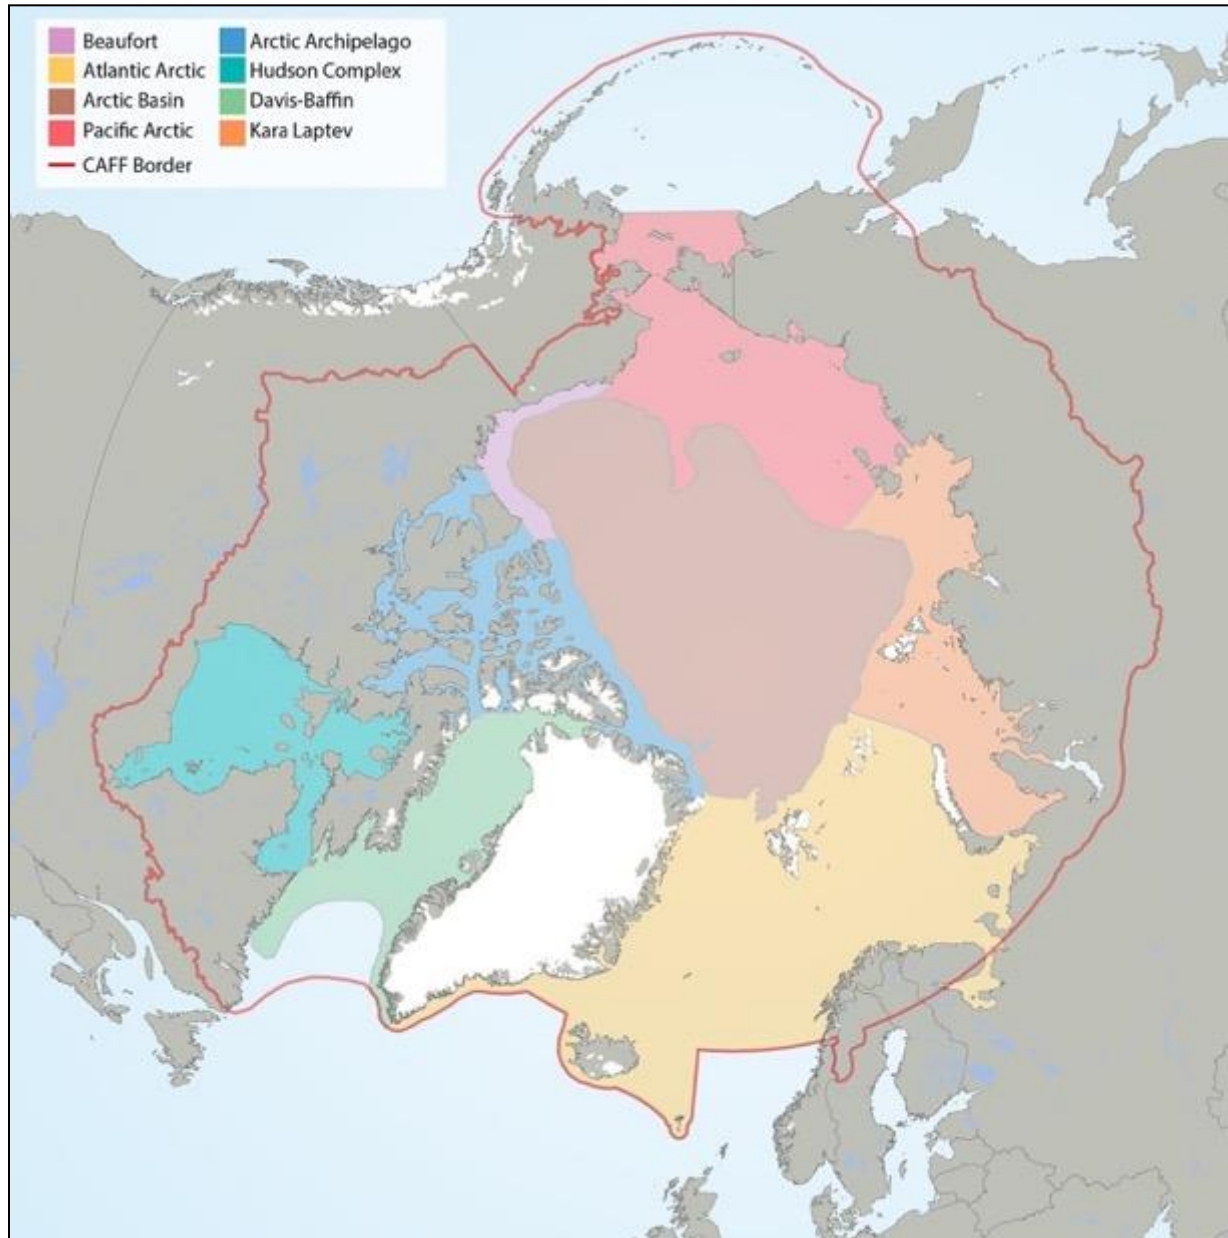 Beaufort
Atlantic Arctic
Arctic Basin
Pacific Arctic
CAFF Border
Arctic Archipelago
Hudson Complex
Davis-Baffin
Kara Laptev